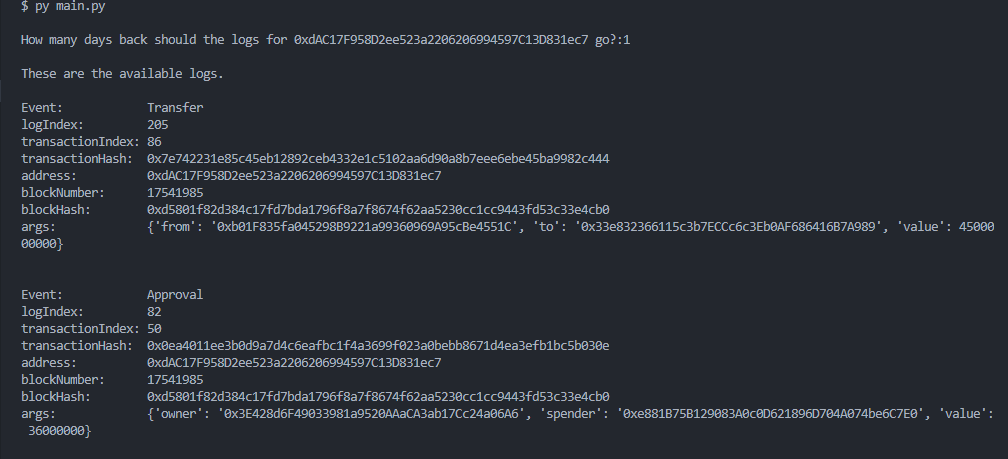 $ py main.py
How many days back should the logs for 0xdAC17F958D2ee523a2206206994597C13D831ec7 go?:1
These are the available logs.
Event: Transfer
logIndex: 205
transactionIndex: 86
transactionHash: 0x7e742231e85c45eb12892ceb4332e1c5102aa6d90a8b7eee6ebe45ba9982c444
address: 0xdAC17F958D2ee523a2206206994597C13D831ec7
blockNumber: 17541985
blockHash: 0xd5801f82d384c17fd7bda1796f8a7f8674f62aa5230cc1cc9443fd53c33e4cb0
args: {'from': '0xb01F835fa045298B9221a99360969A95cBe4551C', 'to': '0x33e832366115c3b7ECCc6c3Eb0AF686416B7A989', 'value': 45000
00000}
Event: Approval
logIndex: 82
transactionIndex: 50
transactionHash: 0x0ea4011ee3b0d9a7d4c6eafbc1f4a3699f023a0bebb8671d4ea3efb1bc5b030e
address: 0xdAC17F958D2ee523a2206206994597C13D831ec7
blockNumber: 17541985
blockHash: 0xd5801f82d384c17fd7bda1796f8a7f8674f62aa5230cc1cc9443fd53c33e4cb0
args: {'owner': '0x3E428d6F49033981a9520AAaCA3ab17Cc24a06A6', 'spender': '0xe881B75B129083A0c0D621896D704A074be6C7E0', 'value':
36000000}